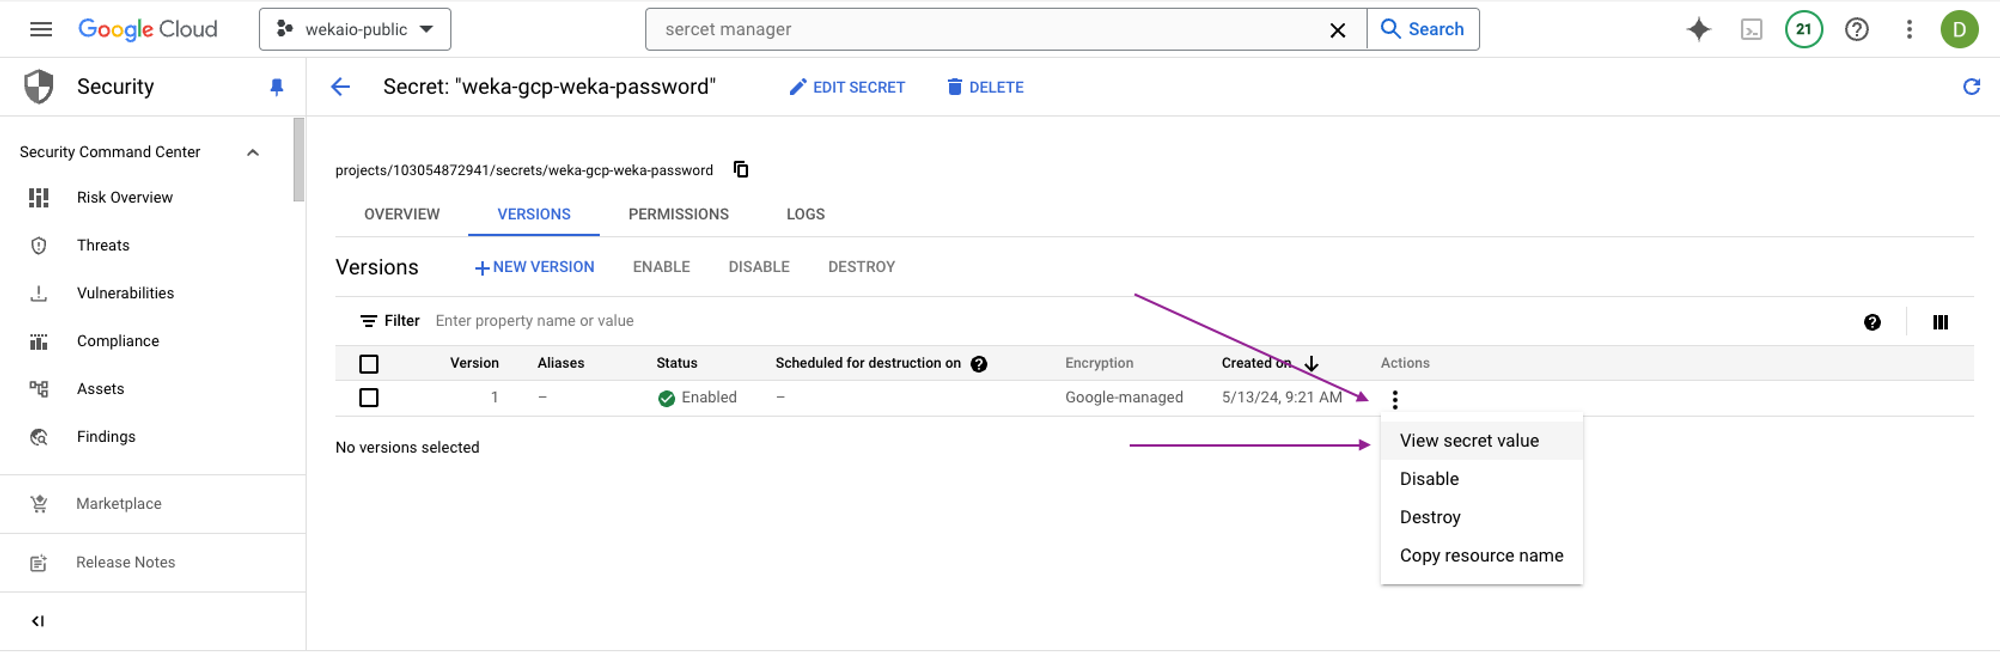 Google Cloud
wekaio-public
sercet manager
Search
21
D
Security
Secret: "weka-gcp-weka-password"
EDIT SECRET
DELETE
Security Command Center
Risk Overview
Threats
Vulnerabilities
Compliance
Assets
Findings
Marketplace
Release Notes
projects/103054872941/secrets/weka-gcp-weka-password
OVERVIEW
VERSIONS
PERMISSIONS
LOGS
Versions
NEW VERSION
ENABLE
DISABLE
DESTROY
Filter
Enter property name or value
Version
Aliases
Status
Scheduled for destruction on
Encryption
Created on
Actions
1
–
Enabled
–
Google-managed
5/13/24, 9:21 AM
No versions selected
View secret value
Disable
Destroy
Copy resource name